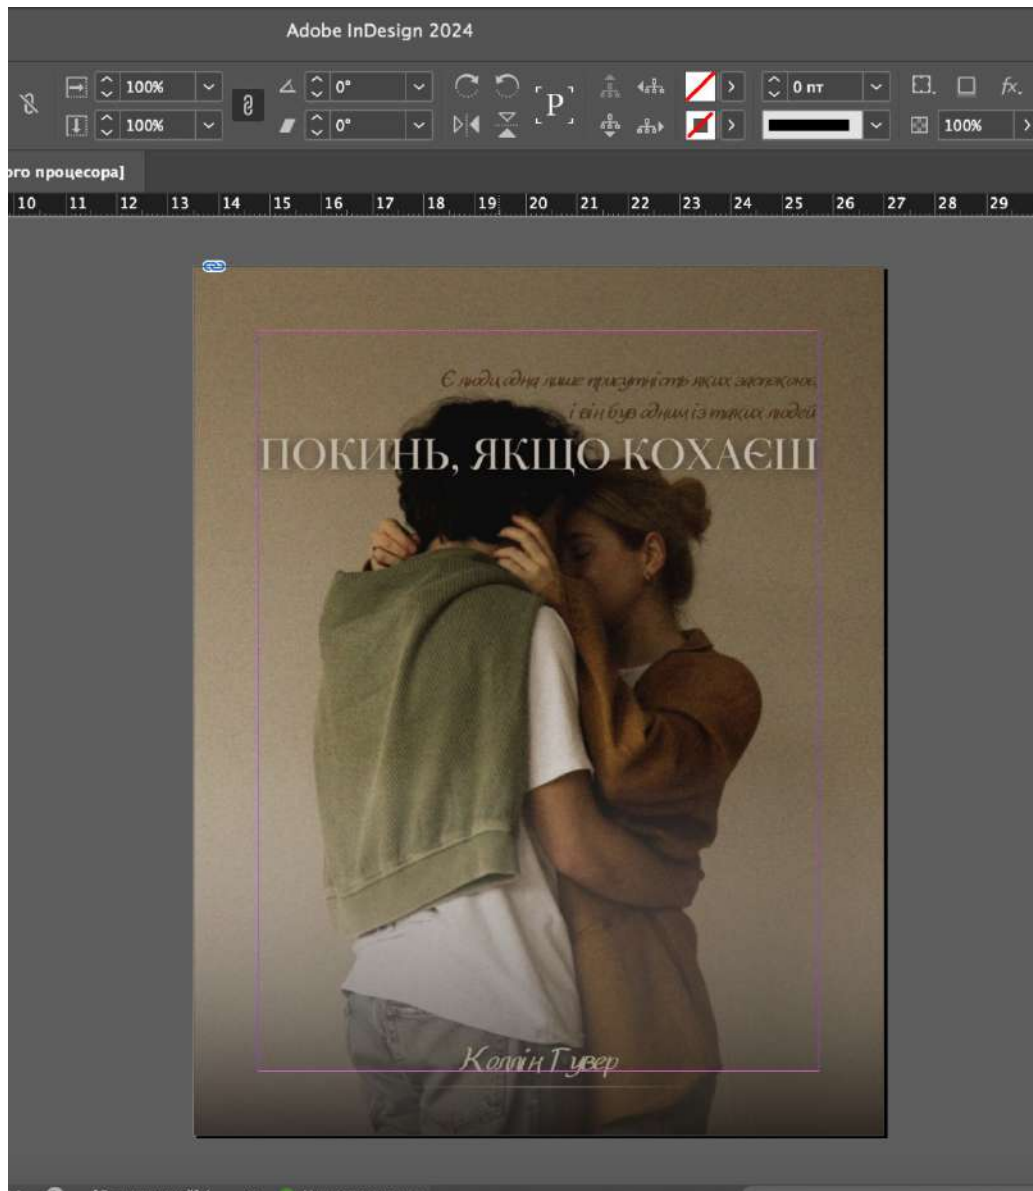 Adobe InDesign 2024
100%
0°
0 пт
100%
0°
P
fx.
100%
ого процесора]
10 11 12 13 14 15 16 17 18 19 20 21 22 23 24 25 26 27 28 29
Є люди, одна лише присутність яких заспокоює,
і він був одним із таких людей
ПОКИНЬ, ЯКЩО КОХАЄШ
Коллін Гувер